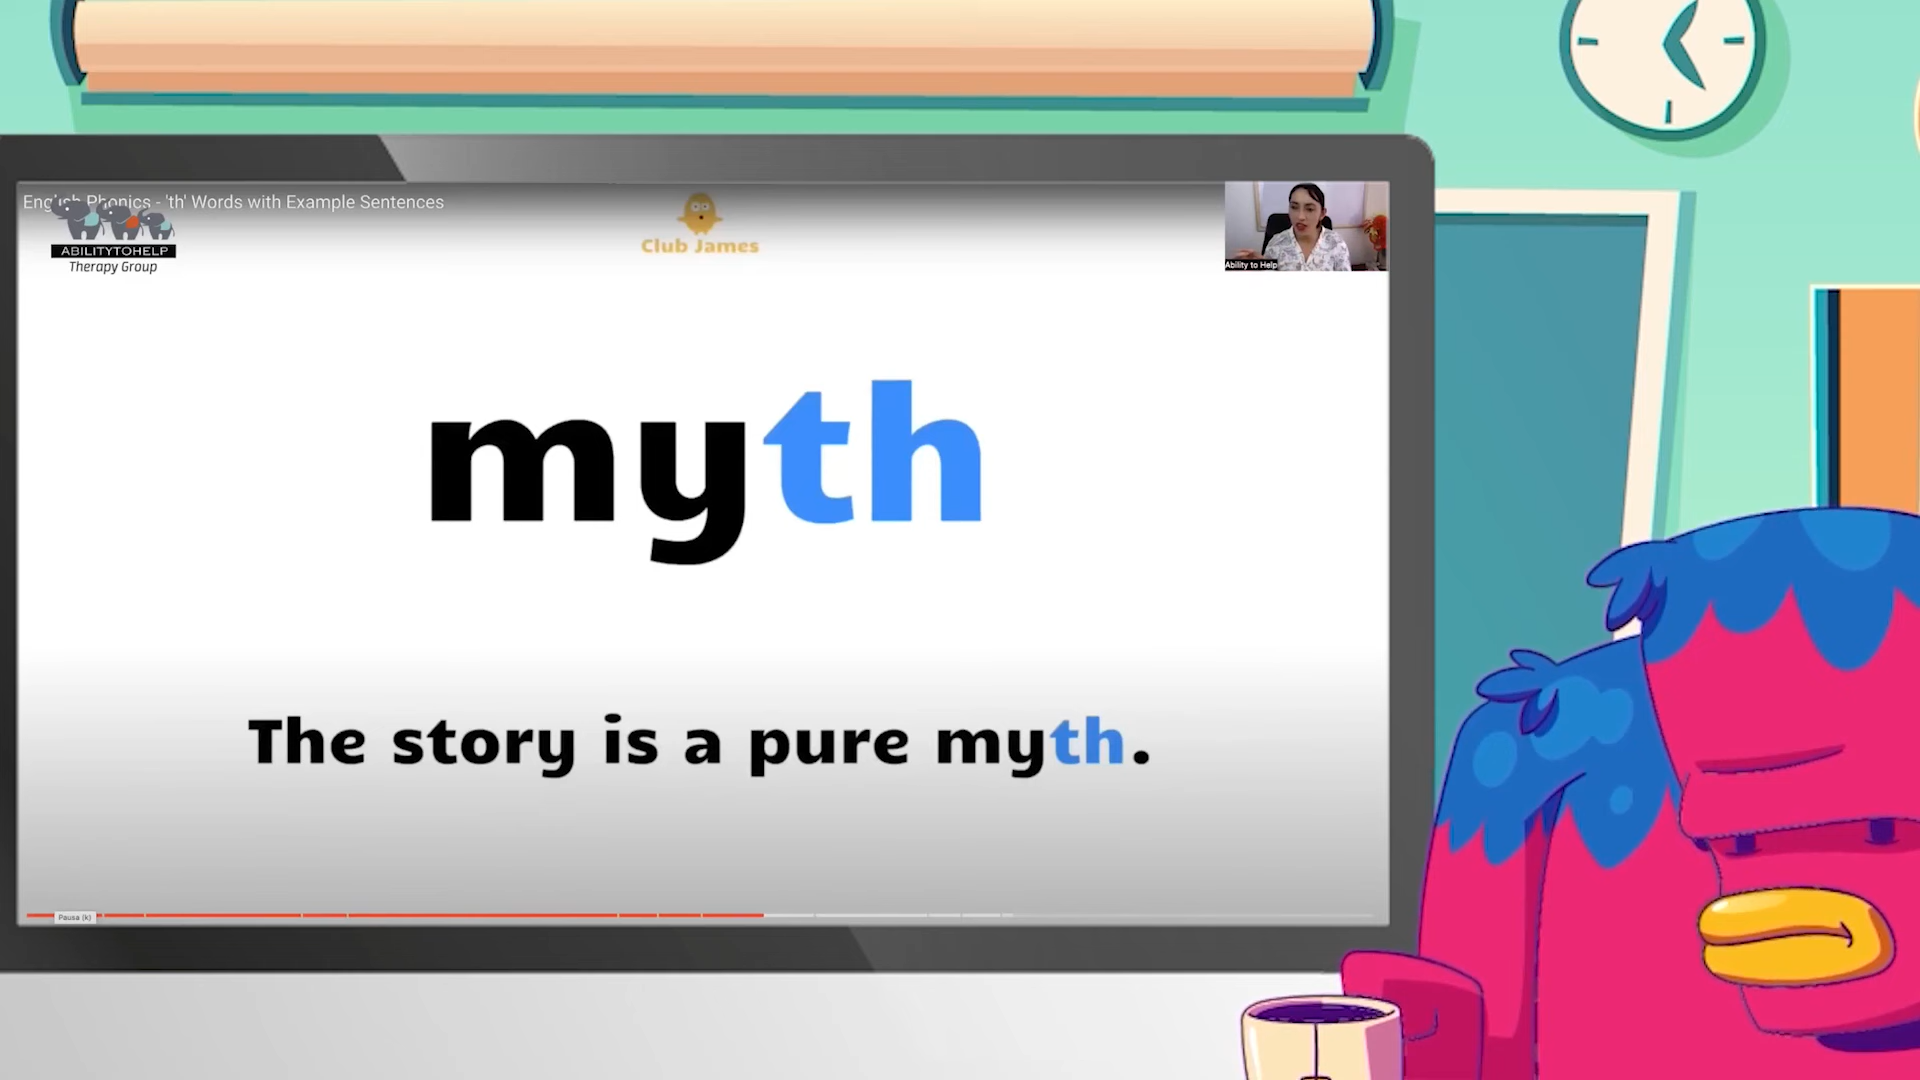 English Phonics - 'th' Words with Example Sentences
ABILITYTOHELP
Therapy Group
Club James
Ability to Help
myth
The story is a pure myth.
Pausa (k)